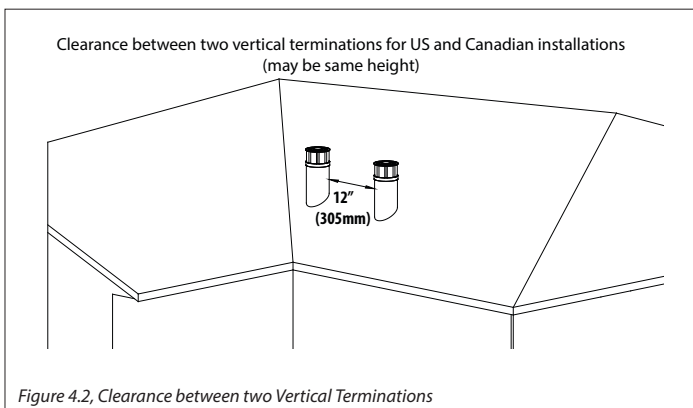 Clearance between two vertical terminations for US and Canadian installations
(may be same height)
12"
(305mm)
Figure 4.2, Clearance between two Vertical Terminations